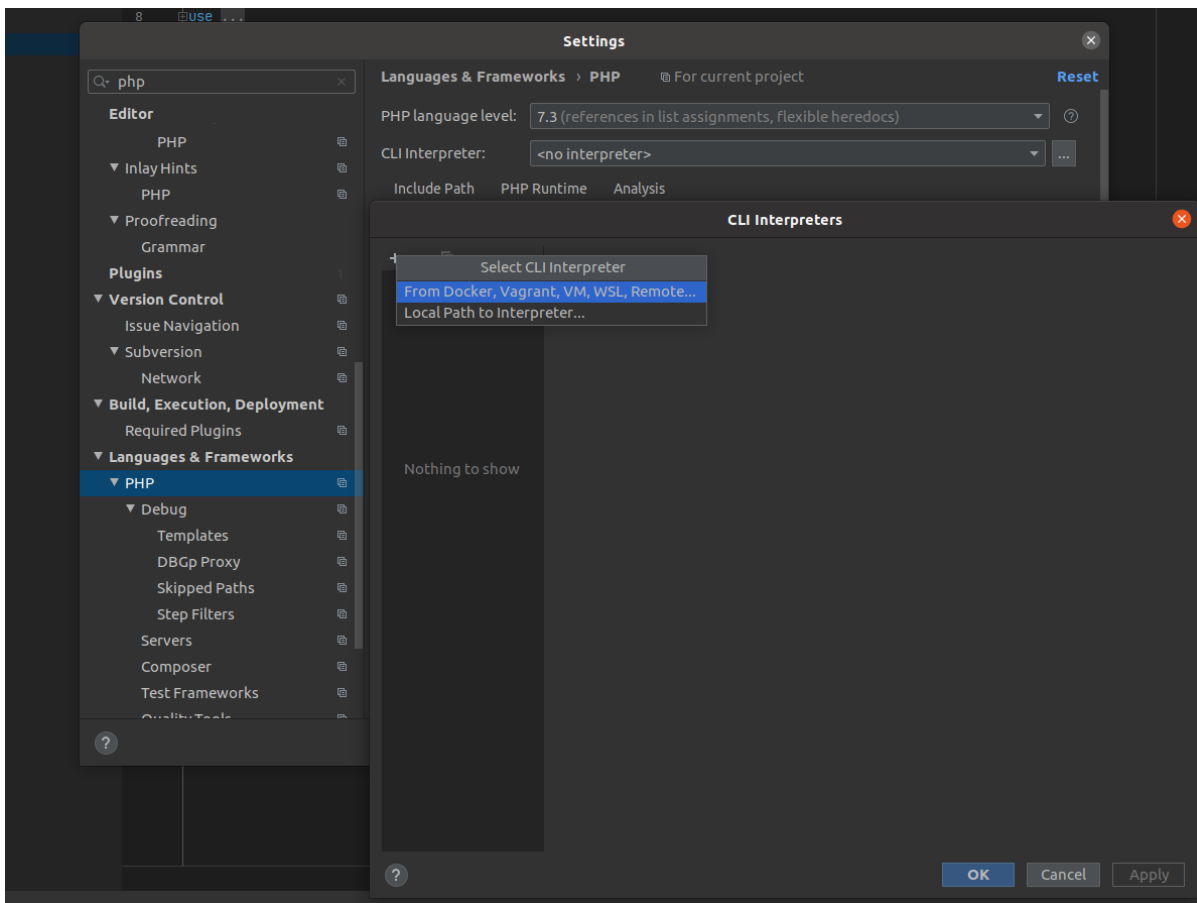 8 use ...
Settings
php
Languages & Frameworks › PHP For current project Reset
Editor
PHP language level: 7.3 (references in list assignments, flexible heredocs)
PHP
CLI Interpreter: <no interpreter> ...
Inlay Hints
PHP
Include Path PHP Runtime Analysis
Proofreading
CLI Interpreters
Grammar
Select CLI Interpreter
Plugins
From Docker, Vagrant, VM, WSL, Remote...
Version Control
Local Path to Interpreter...
Issue Navigation
Subversion
Network
Build, Execution, Deployment
Required Plugins
Languages & Frameworks
Nothing to show
PHP
Debug
Templates
DBGp Proxy
Skipped Paths
Step Filters
Servers
Composer
Test Frameworks
Quality Tools
?
? OK Cancel Apply